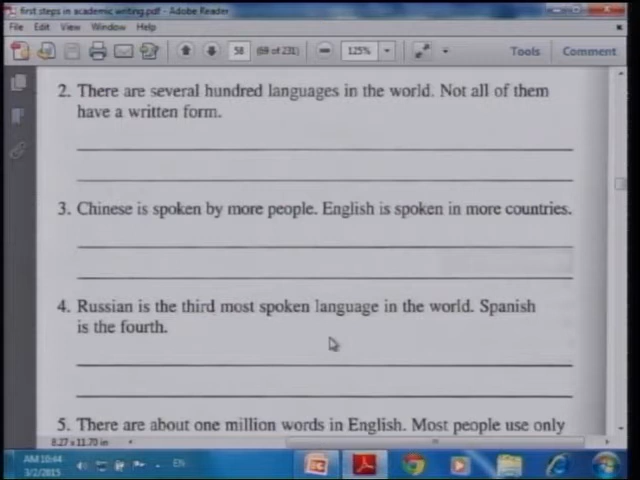 first steps in academic writing.pdf - Adobe Reader
File Edit View Window Help
58 (69 of 231) 125% Tools Comment
2. There are several hundred languages in the world. Not all of them
have a written form.
3. Chinese is spoken by more people. English is spoken in more countries.
4. Russian is the third most spoken language in the world. Spanish
is the fourth.
5. There are about one million words in English. Most people use only
8.27 x 11.70 in
AM 10:44 EN
3/2/2015